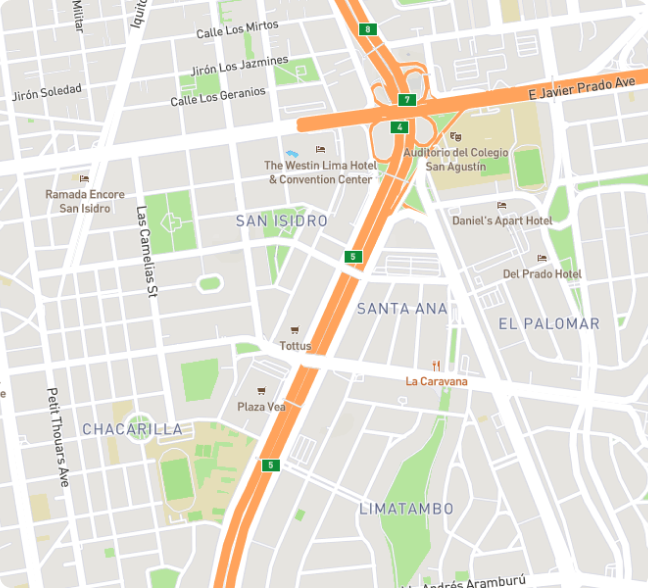 Militar
Iquito
8
Calle Los Mirtos
Jirón Los Jazmines
Jirón Soledad
Calle Los Geranios
E Javier Prado Ave
7
4
The Westin Lima Hotel
& Convention Center
Auditorio del Colegio
San Agustín
Ramada Encore
San Isidro
Las Camelias St
SAN ISIDRO
Daniel's Apart Hotel
5
Del Prado Hotel
SANTA ANA
EL PALOMAR
Tottus
La Caravana
e
Petit Thouars Ave
Plaza Vea
CHACARILLA
5
LIMATAMBO
Andrés Aramburú